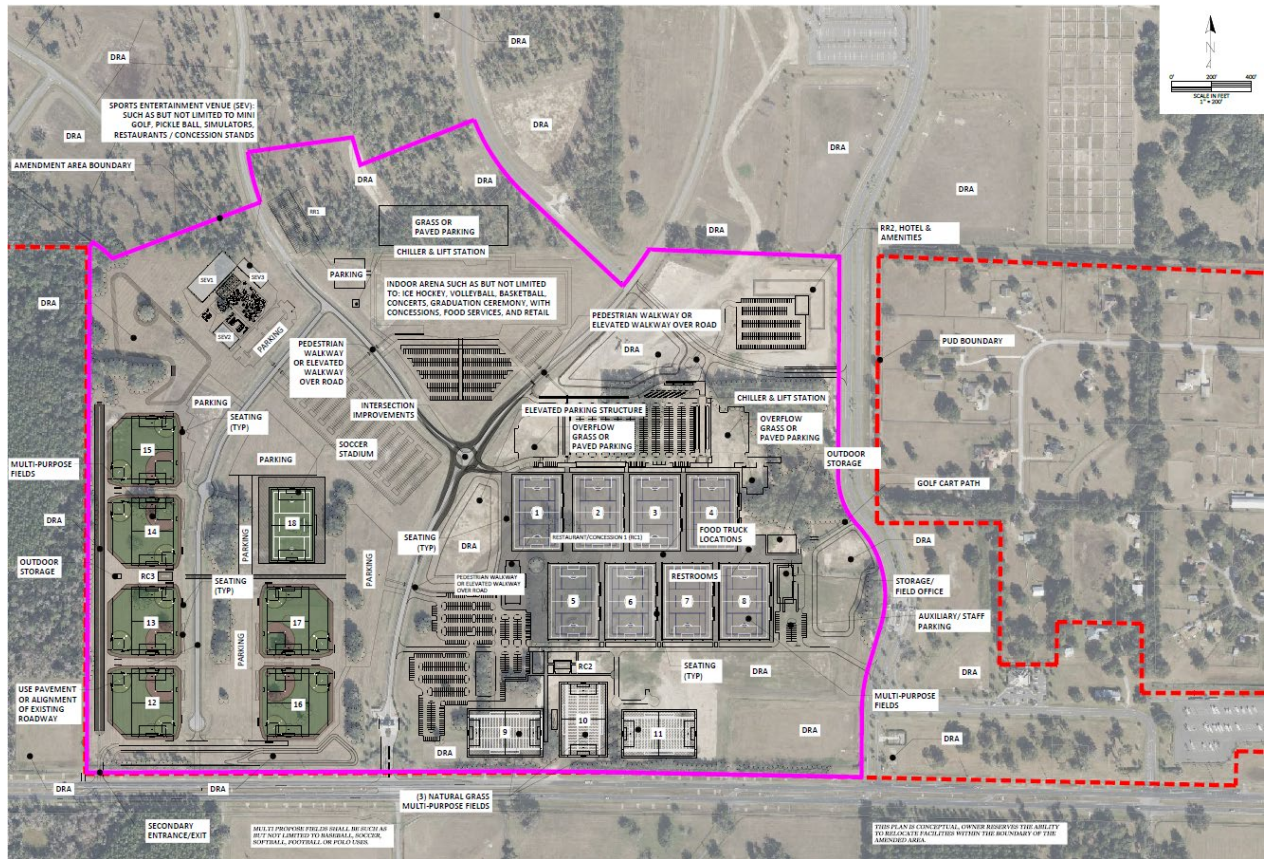 DRA
DRA
N
0'
200'
400'
SCALE IN FEET
1" = 200'
SPORTS ENTERTAINMENT VENUE (SEV):
SUCH AS BUT NOT LIMITED TO MINI
GOLF, PICKLE BALL, SIMULATORS,
RESTAURANTS / CONCESSION STANDS
DRA
DRA
DRA
AMENDMENT AREA BOUNDARY
DRA
DRA
DRA
RR1
GRASS OR
PAVED PARKING
DRA
RR2, HOTEL &
AMENITIES
CHILLER & LIFT STATION
SEV1
SEV3
SEV2
PARKING
INDOOR ARENA SUCH AS BUT NOT LIMITED
TO: ICE HOCKEY, VOLLEYBALL, BASKETBALL,
CONCERTS, GRADUATION CEREMONY, WITH
CONCESSIONS, FOOD SERVICES, AND RETAIL
DRA
PARKING
PEDESTRIAN WALKWAY OR
ELEVATED WALKWAY OVER ROAD
PEDESTRIAN
WALKWAY
OR ELEVATED
WALKWAY
OVER ROAD
DRA
PUD BOUNDARY
PARKING
SEATING
(TYP)
INTERSECTION
IMPROVEMENTS
ELEVATED PARKING STRUCTURE
CHILLER & LIFT STATION
OVERFLOW
GRASS OR
PAVED PARKING
OVERFLOW
GRASS OR
PAVED PARKING
SOCCER
STADIUM
15
PARKING
MULTI-PURPOSE
FIELDS
OUTDOOR
STORAGE
GOLF CART PATH
DRA
14
18
1
2
3
4
PARKING
SEATING
(TYP)
RESTAURANT/CONCESSION 1 (RC1)
FOOD TRUCK
LOCATIONS
DRA
DRA
OUTDOOR
STORAGE
RC3
SEATING
(TYP)
PARKING
PEDESTRIAN WALKWAY
OR ELEVATED WALKWAY
OVER ROAD
RESTROOMS
STORAGE/
FIELD OFFICE
5
6
7
8
13
17
AUXILIARY/ STAFF
PARKING
PARKING
RC2
SEATING
(TYP)
DRA
DRA
USE PAVEMENT
OR ALIGNMENT
OF EXISTING
ROADWAY
12
16
MULTI-PURPOSE
FIELDS
9
10
11
DRA
DRA
DRA
DRA
DRA
(3) NATURAL GRASS
MULTI-PURPOSE FIELDS
SECONDARY
ENTRANCE/EXIT
MULTI PROPOSE FIELDS SHALL BE SUCH AS
BUT NOT LIMITED TO BASEBALL, SOCCER,
SOFTBALL, FOOTBALL OR POLO USES.
THIS PLAN IS CONCEPTUAL, OWNER RESERVES THE ABILITY
TO RELOCATE FACILITIES WITHIN THE BOUNDARY OF THE
AMENDED AREA.